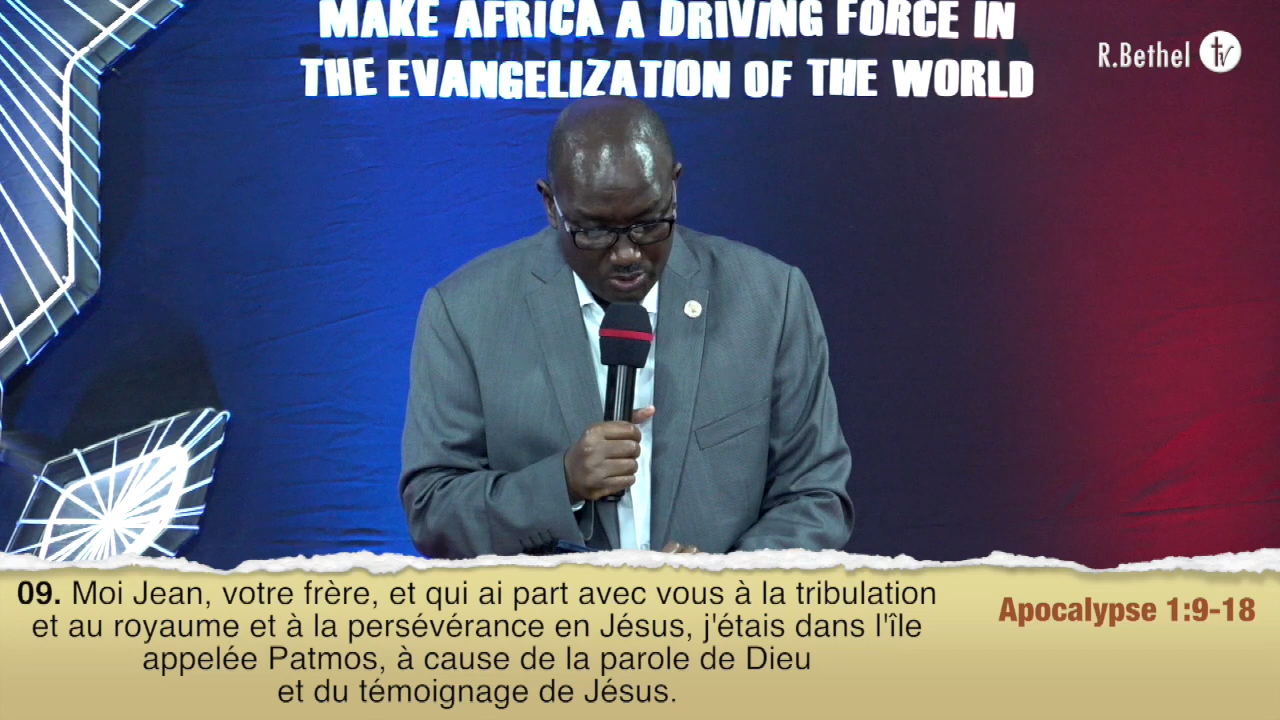 MAKE AFRICA A DRIVING FORCE IN
THE EVANGELIZATION OF THE WORLD
R.Bethel tv
09. Moi Jean, votre frère, et qui ai part avec vous à la tribulation
et au royaume et à la persévérance en Jésus, j'étais dans l'île
appelée Patmos, à cause de la parole de Dieu
et du témoignage de Jésus.
Apocalypse 1:9-18